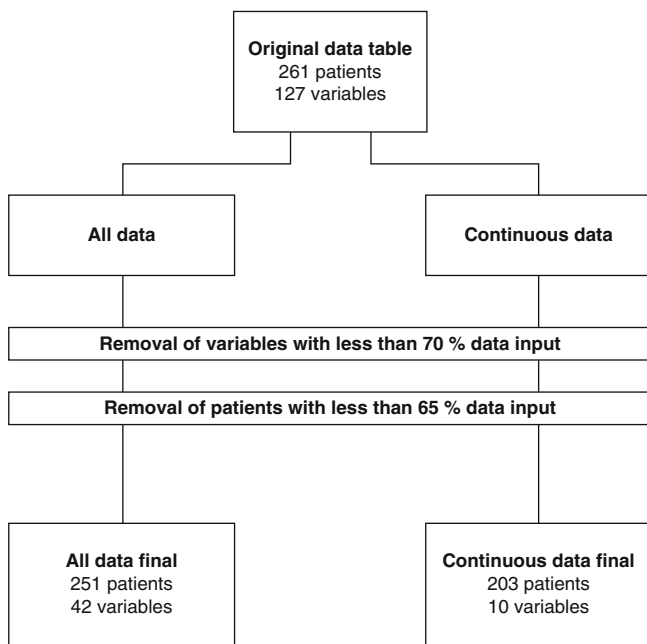 Original data table
261 patients
127 variables
All data
Continuous data
Removal of variables with less than 70 % data input
Removal of patients with less than 65 % data input
All data final
251 patients
42 variables
Continuous data final
203 patients
10 variables